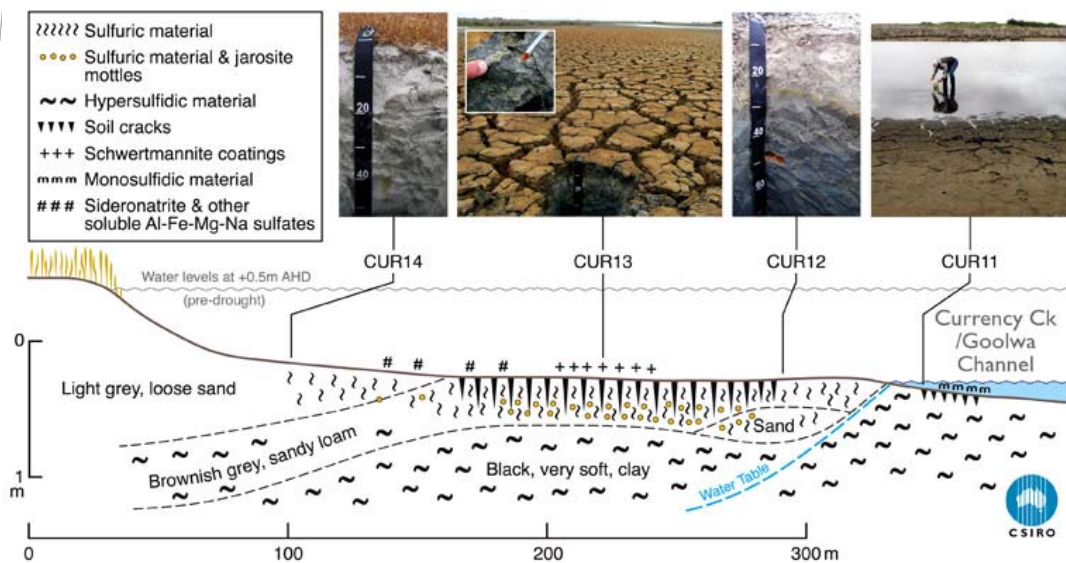 Sulfuric material
Sulfuric material & jarosite
mottles
Hypersulfidic material
Soil cracks
+++ Schwertmannite coatings
mmm Monosulfidic material
### Sideronatrite & other
soluble Al-Fe-Mg-Na sulfates
20
40
20
40
60
CUR14
CUR13
CUR12
CUR11
Water levels at +0.5m AHD
(pre-drought)
Currency Ck
/Goolwa
Channel
0
1
m
# # # #
+++++++
mmmm
Light grey, loose sand
Brownish grey, sandy loam
Black, very soft, clay
Sand
Water Table
CSIRO
0
100
200
300 m